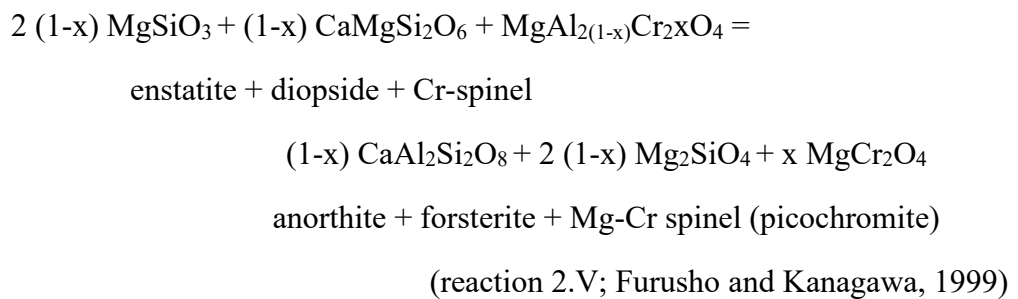 2 (1-x) MgSiO₃ + (1-x) CaMgSi₂O₆ + MgAl₂₍₁₋ₓ₎Cr₂xO₄ =
enstatite + diopside + Cr-spinel
(1-x) CaAl₂Si₂O₈ + 2 (1-x) Mg₂SiO₄ + x MgCr₂O₄
anorthite + forsterite + Mg-Cr spinel (picochromite)
(reaction 2.V; Furusho and Kanagawa, 1999)